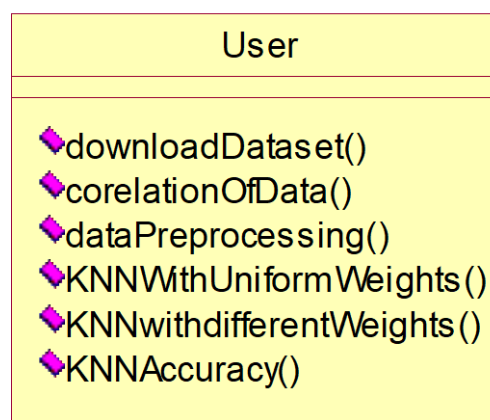 User
downloadDataset()
corelationOfData()
dataPreprocessing()
KNNWithUniformWeights()
KNNwithdifferentWeights()
KNNAccuracy()